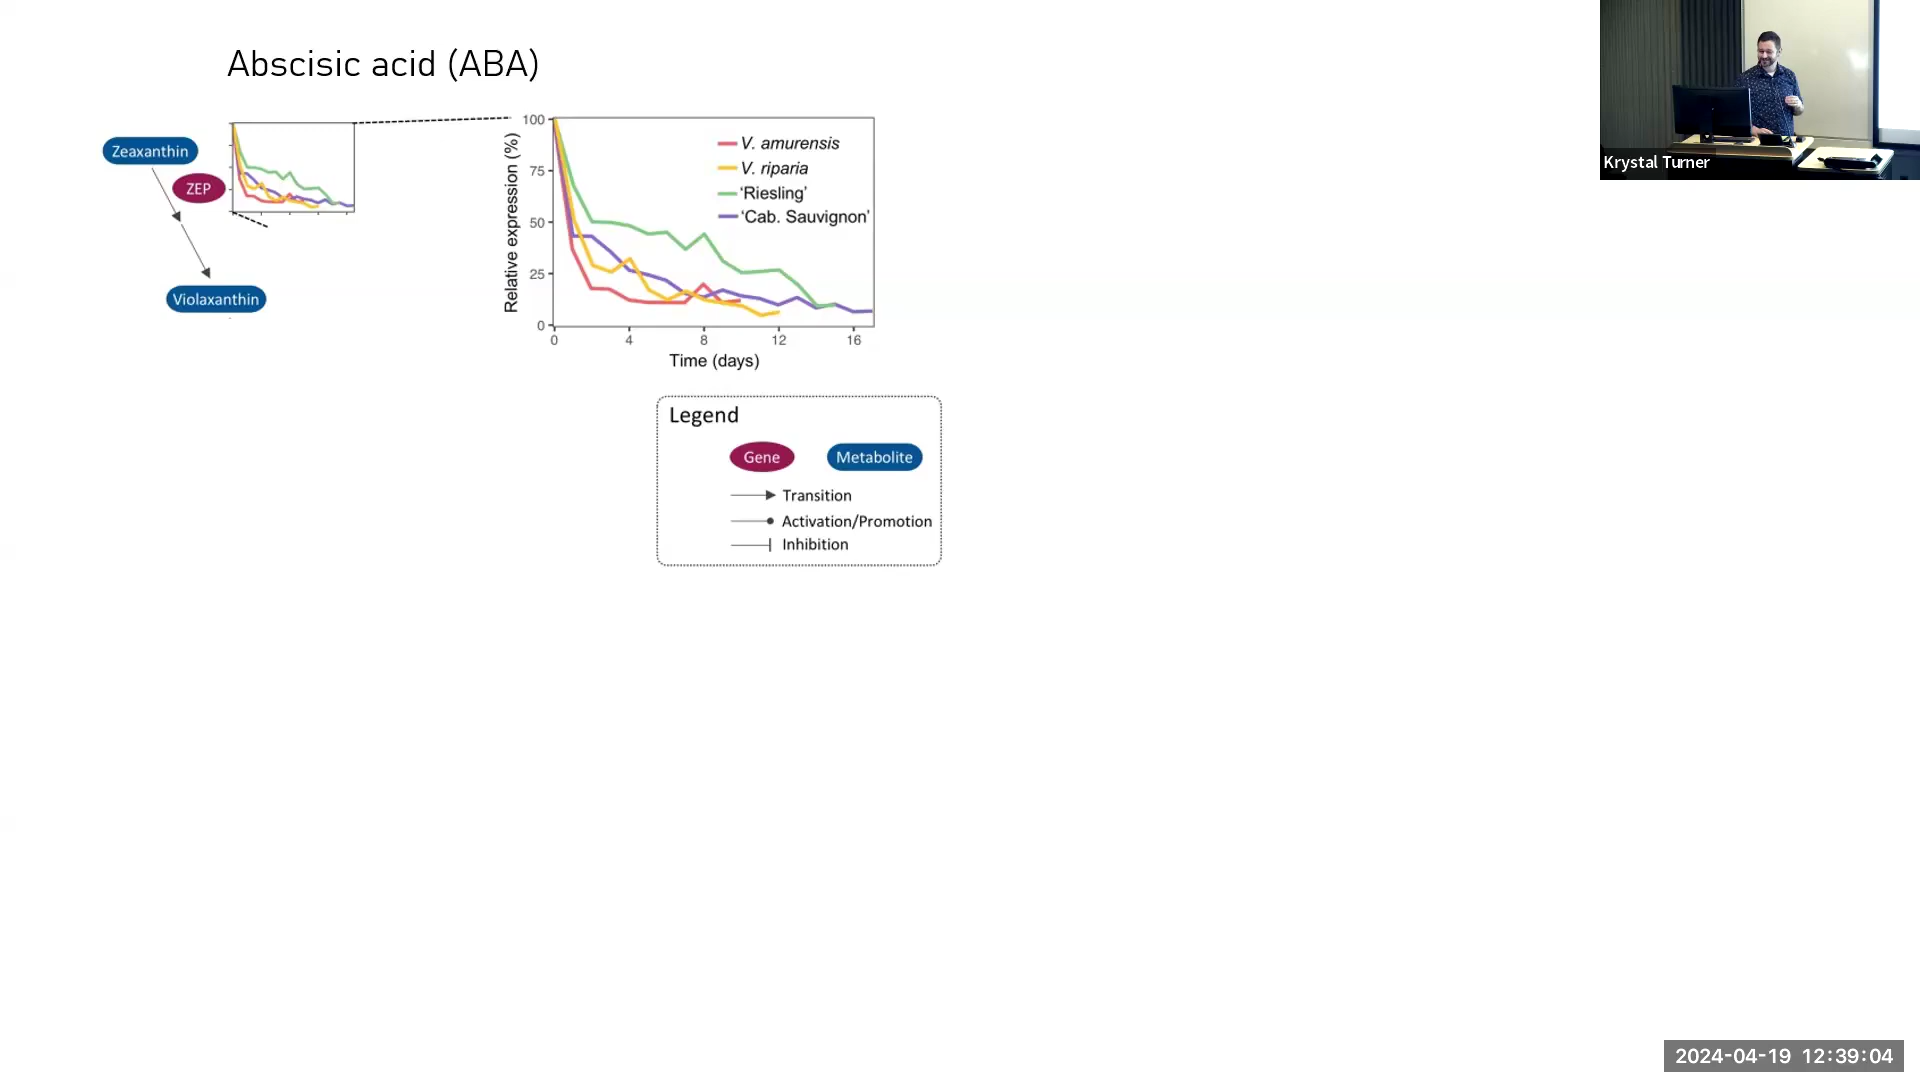 Abscisic acid (ABA)
Zeaxanthin
ZEP
Violaxanthin
Relative expression (%)
100
75
50
25
0
V. amurensis
V. riparia
‘Riesling’
‘Cab. Sauvignon’
0 4 8 12 16
Time (days)
Legend
Gene Metabolite
Transition
Activation/Promotion
Inhibition
Krystal Turner
2024-04-19 12:39:04